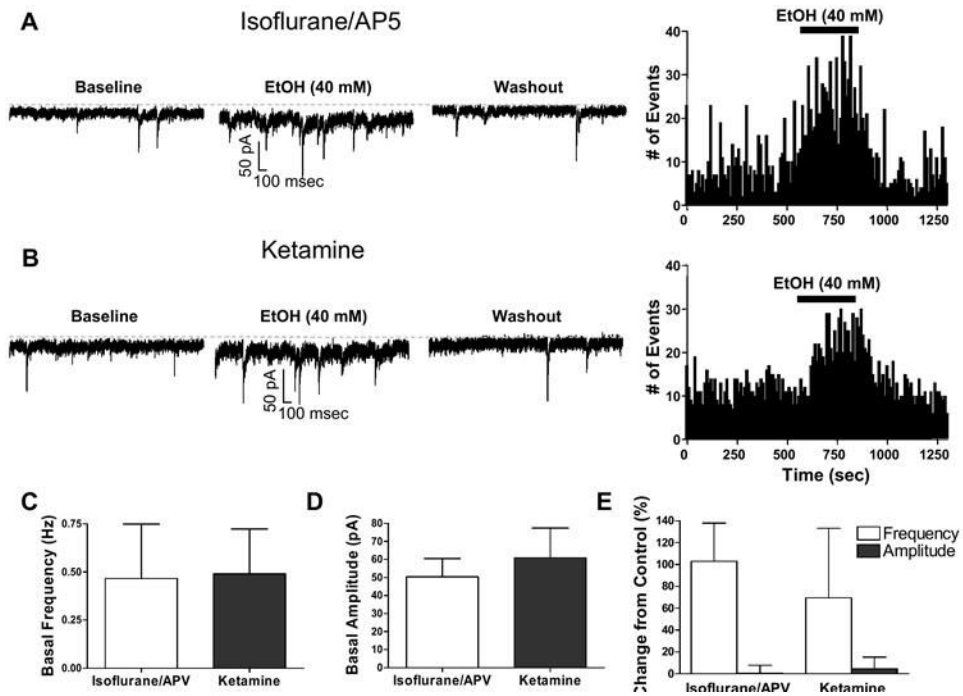 A
Isoflurane/AP5
Baseline
EtOH (40 mM)
Washout
50 pA
100 msec
EtOH (40 mM)
# of Events
40
30
20
10
0
0 250 500 750 1000 1250
B
Ketamine
Baseline
EtOH (40 mM)
Washout
50 pA
100 msec
EtOH (40 mM)
# of Events
40
30
20
10
0
0 250 500 750 1000 1250
Time (sec)
C
Basal Frequency (Hz)
0.75
0.50
0.25
0.00
Isoflurane/APV Ketamine
D
Basal Amplitude (pA)
80
70
60
50
40
30
20
10
0
Isoflurane/APV Ketamine
E
Change from Control (%)
140
120
100
80
60
40
20
0
Frequency
Amplitude
Isoflurane/APV Ketamine